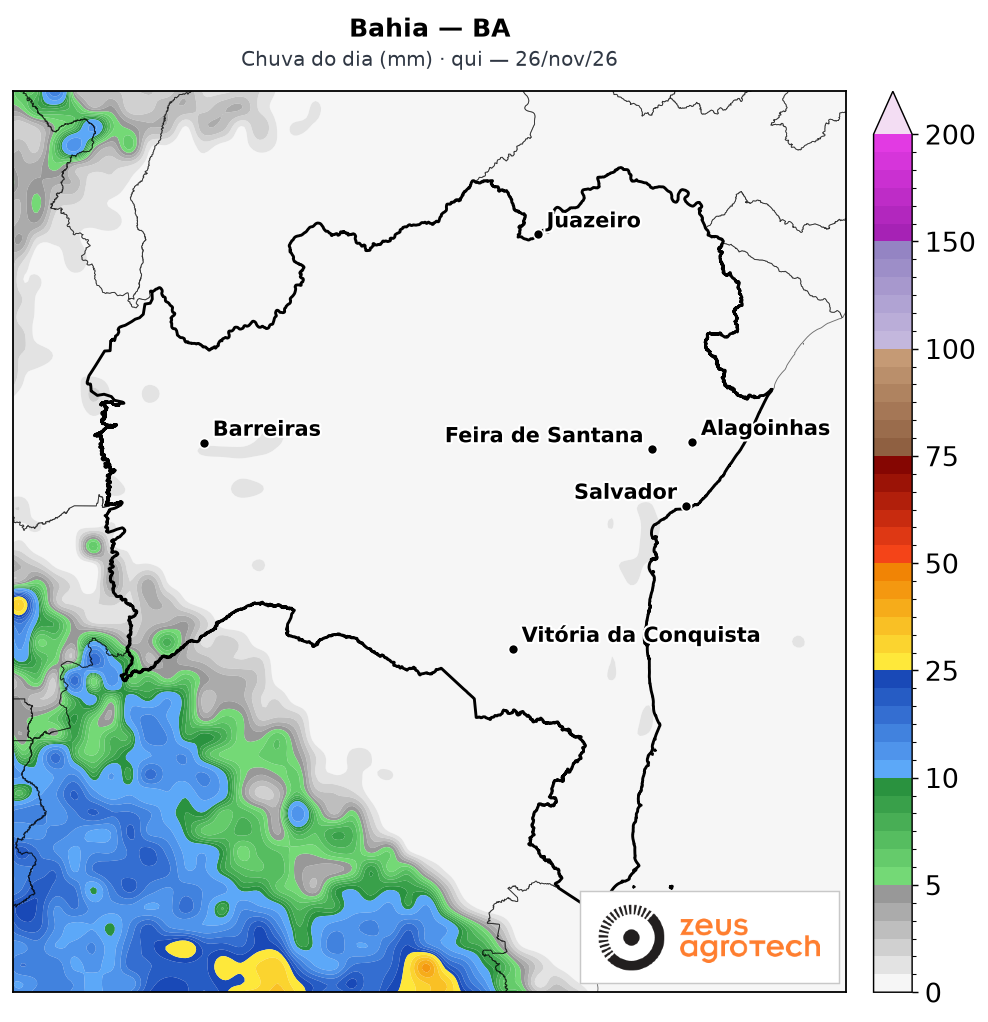 Bahia — BA
Chuva do dia (mm) · qui — 26/nov/26
Juazeiro
Barreiras
Feira de Santana
Alagoinhas
Salvador
Vitória da Conquista
200
150
100
75
50
25
10
5
0
zeus
agrotech